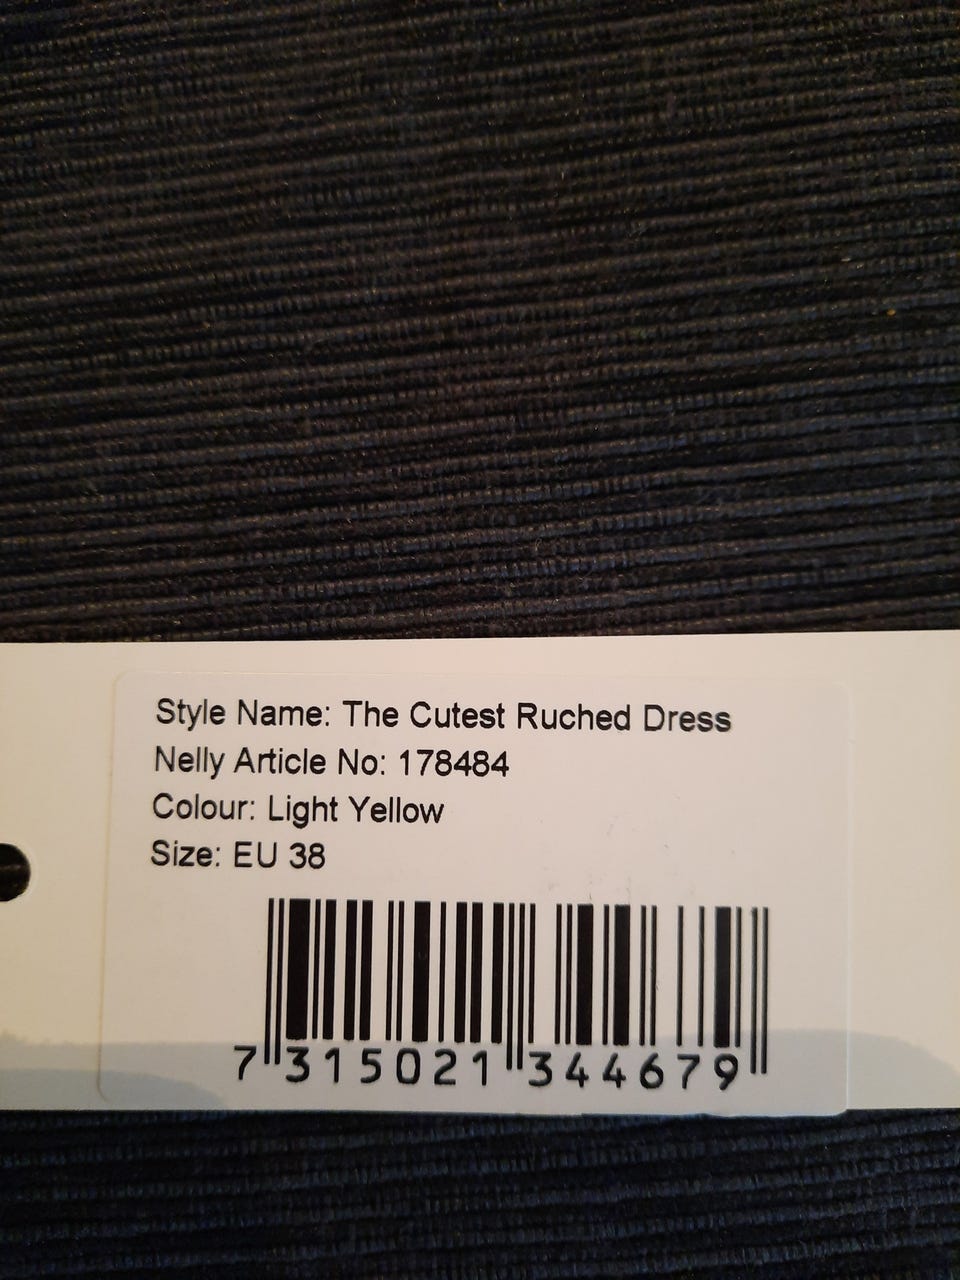 Style Name: The Cutest Ruched Dress
Nelly Article No: 178484
Colour: Light Yellow
Size: EU 38
7 315021 344679